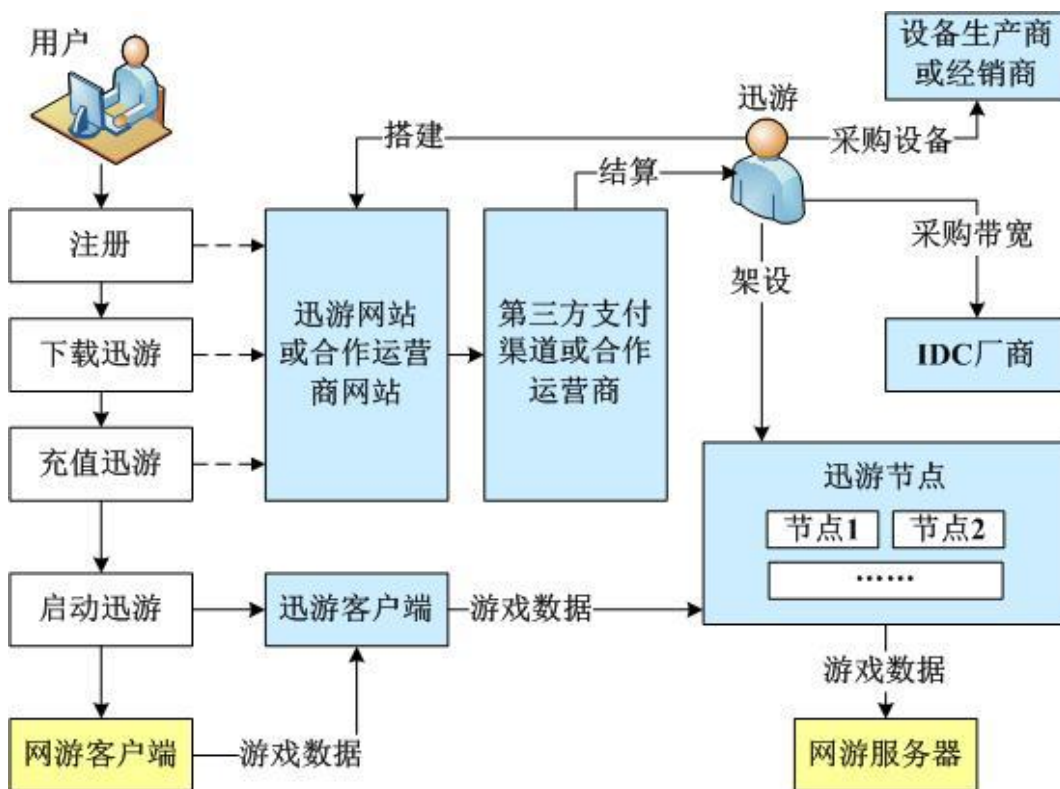 用户
设备生产商
或经销商
迅游
搭建
采购设备
结算
注册
采购带宽
架设
迅游网站
或合作运营
商网站
第三方支付
渠道或合作
运营商
下载迅游
IDC厂商
充值迅游
迅游节点
节点1
节点2
······
启动迅游
迅游客户端
游戏数据
游戏数据
网游客户端
游戏数据
网游服务器